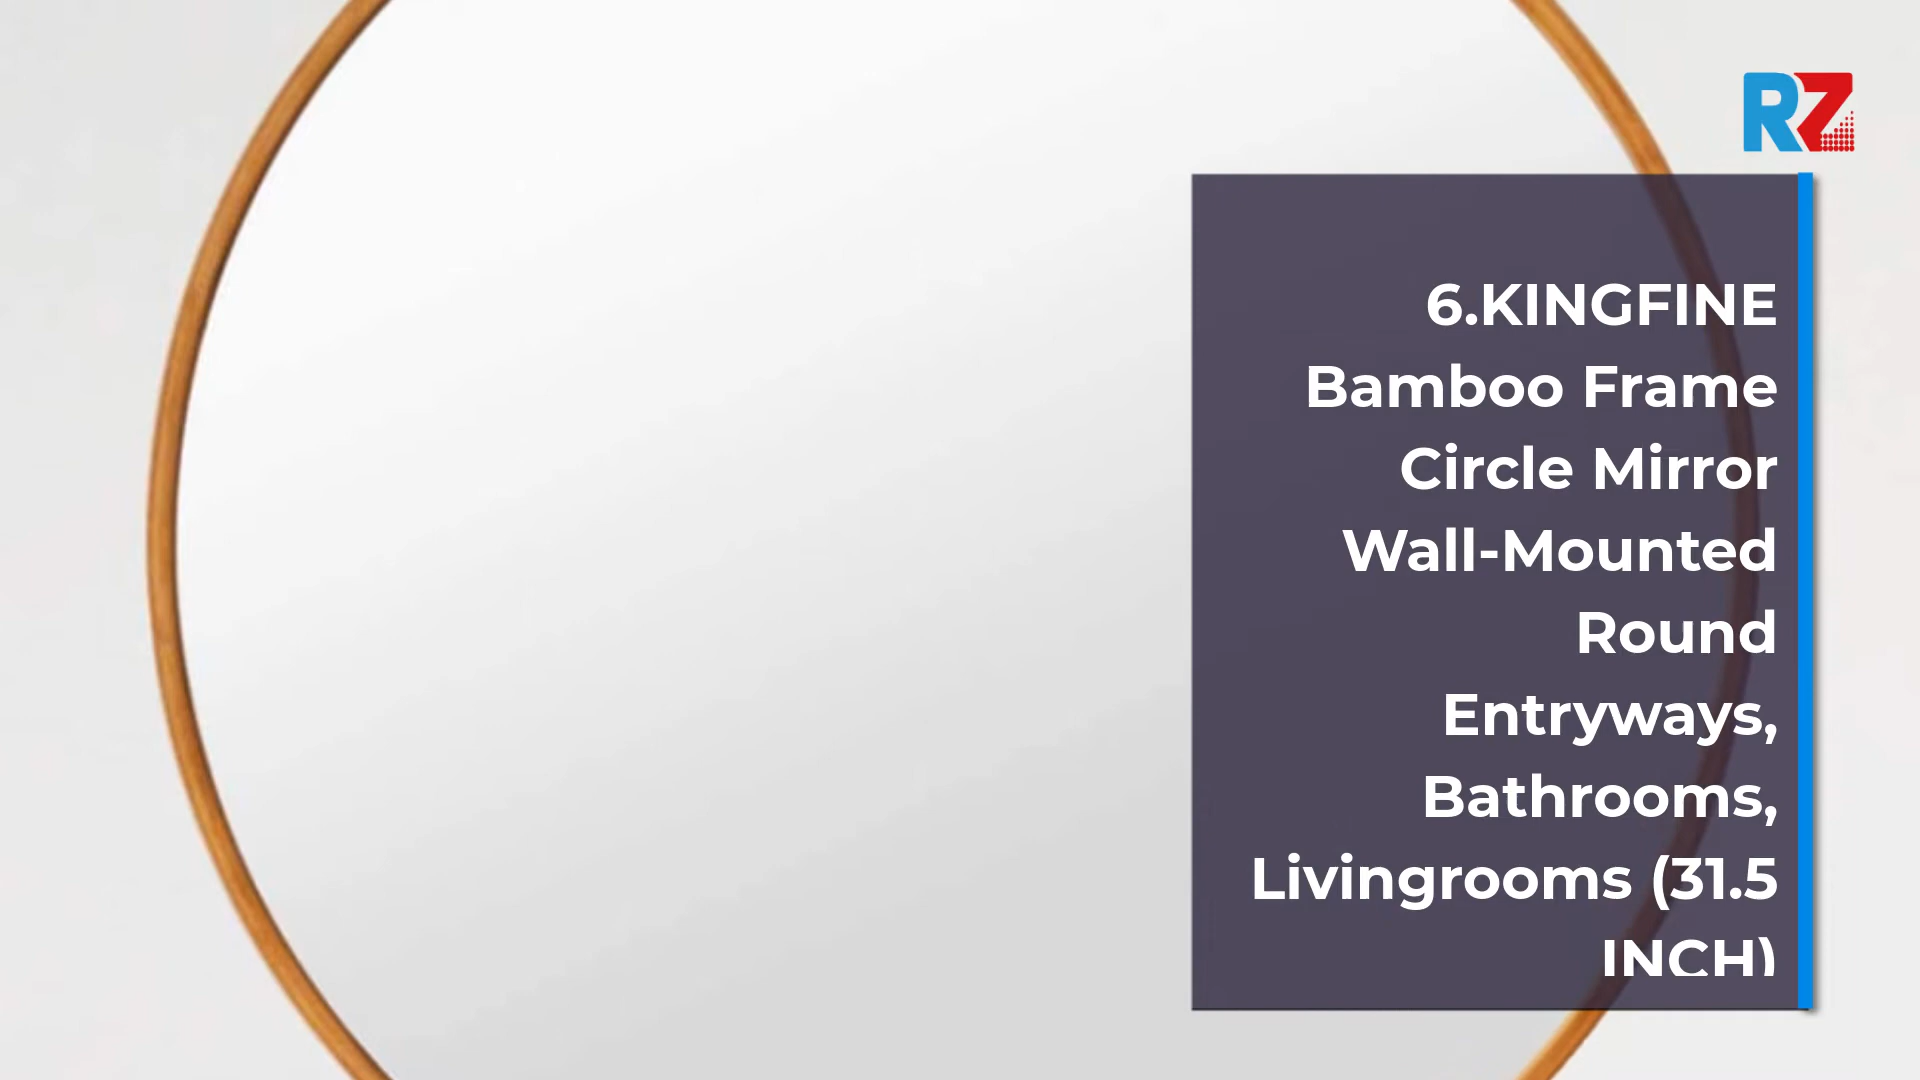 RZ
6.KINGFINE
Bamboo Frame
Circle Mirror
Wall-Mounted
Round
Entryways,
Bathrooms,
Livingrooms (31.5
INCH)